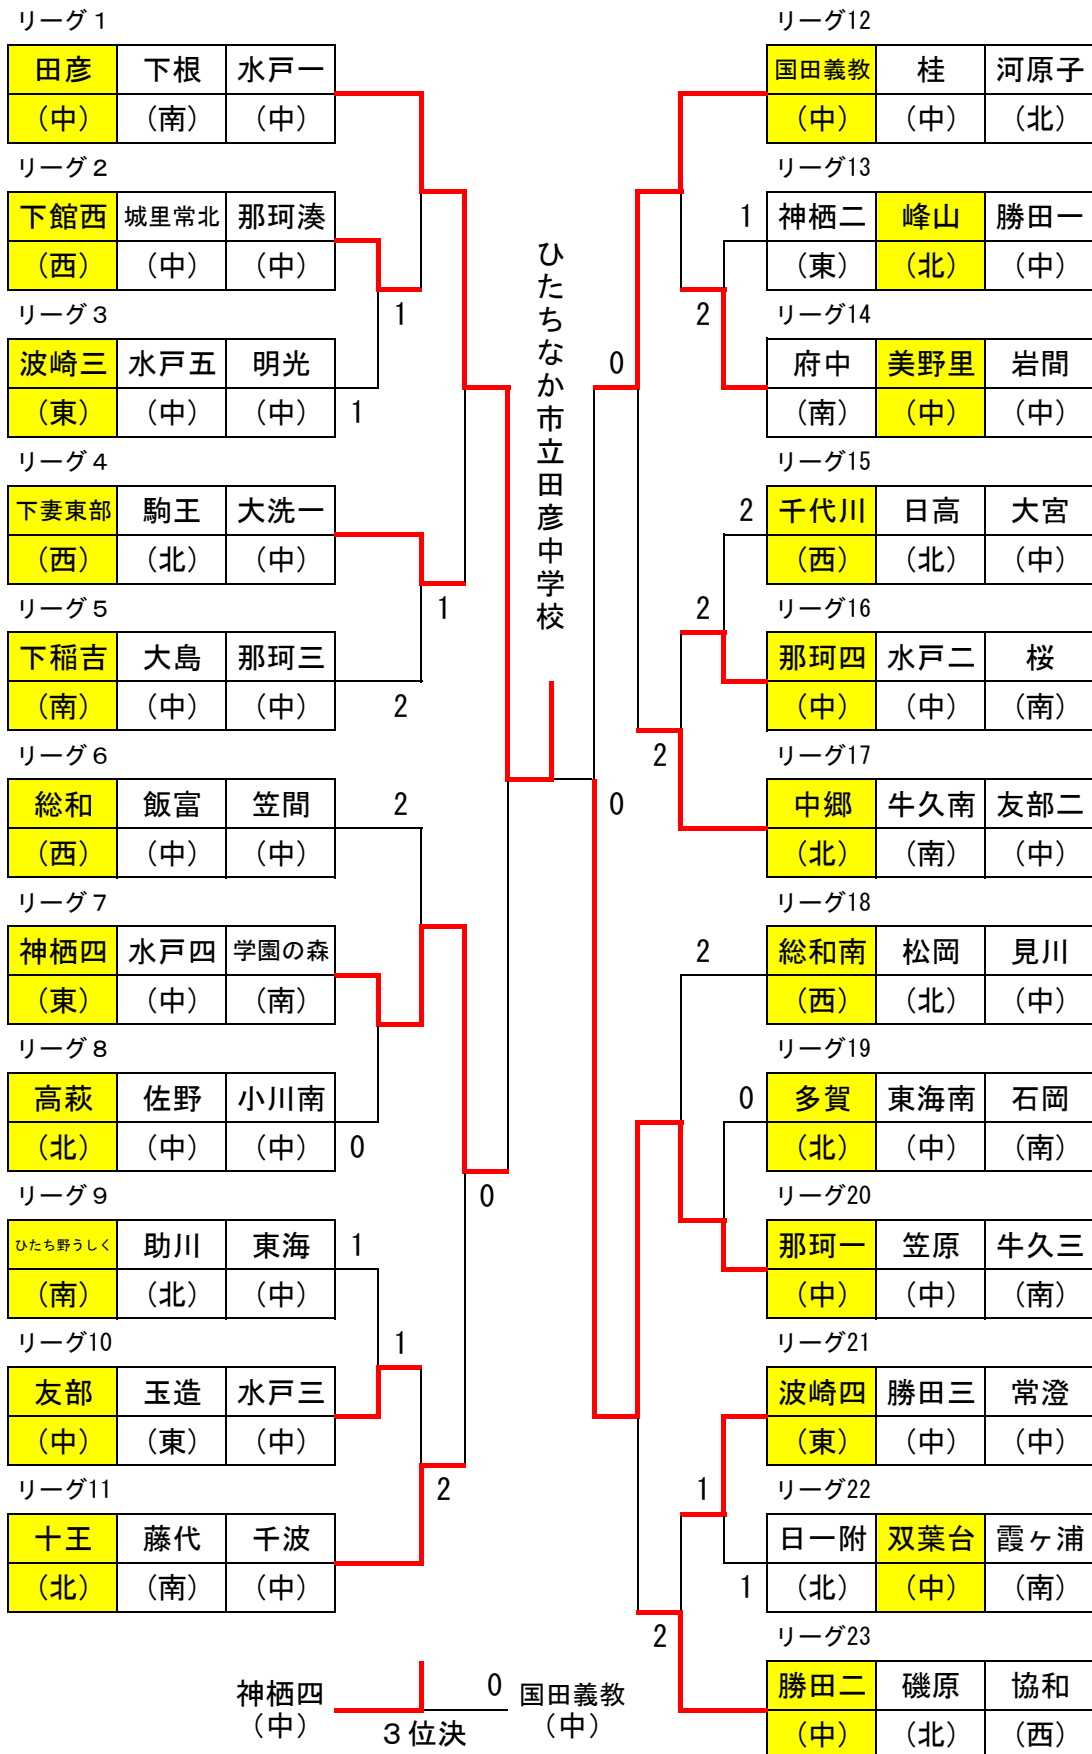 リーグ１
田彦 下根 水戸一
（中） （南） （中）
リーグ２
下館西 城里常北 那珂湊
（西） （中） （中）
1
リーグ３
波崎三 水戸五 明光
（東） （中） （中）
1
リーグ４
下妻東部 駒王 大洗一
（西） （北） （中）
1
リーグ５
下稲吉 大島 那珂三
（南） （中） （中）
2
リーグ６
総和 飯富 笠間
（西） （中） （中）
2
リーグ７
神栖四 水戸四 学園の森
（東） （中） （南）
リーグ８
高萩 佐野 小川南
（北） （中） （中）
0
0
リーグ９
ひたち野うしく 助川 東海
（南） （北） （中）
1
リーグ10
友部 玉造 水戸三
（中） （東） （中）
1
リーグ11
十王 藤代 千波
（北） （南） （中）
2
ひたちなか市立田彦中学校
リーグ12
国田義教 桂 河原子
（中） （中） （北）
リーグ13
1
神栖二 峰山 勝田一
（東） （北） （中）
2
リーグ14
0
府中 美野里 岩間
（南） （中） （中）
リーグ15
2
千代川 日高 大宮
（西） （北） （中）
2
リーグ16
那珂四 水戸二 桜
（中） （中） （南）
2
リーグ17
0
中郷 牛久南 友部二
（北） （南） （中）
リーグ18
2
総和南 松岡 見川
（西） （北） （中）
リーグ19
0
多賀 東海南 石岡
（北） （中） （南）
リーグ20
那珂一 笠原 牛久三
（中） （中） （南）
リーグ21
波崎四 勝田三 常澄
（東） （中） （中）
1
リーグ22
日一附 双葉台 霞ヶ浦
（北） （中） （南）
1
2
リーグ23
勝田二 磯原 協和
（中） （北） （西）
神栖四 0 国田義教
（中） ３位決 （中）